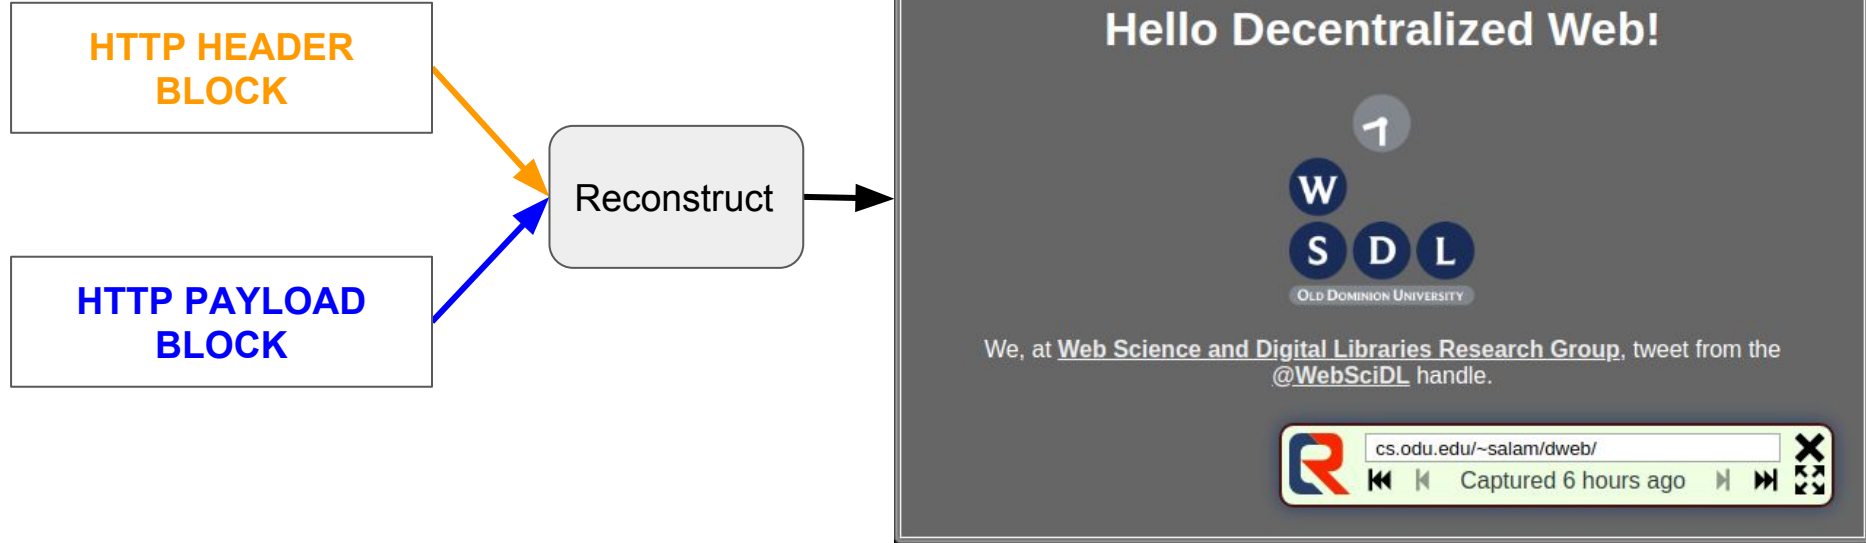 HTTP HEADER
BLOCK
HTTP PAYLOAD
BLOCK
Reconstruct
Hello Decentralized Web!
W
S D L
OLD DOMINION UNIVERSITY
We, at Web Science and Digital Libraries Research Group, tweet from the
@WebSciDL handle.
cs.odu.edu/~salam/dweb/
Captured 6 hours ago